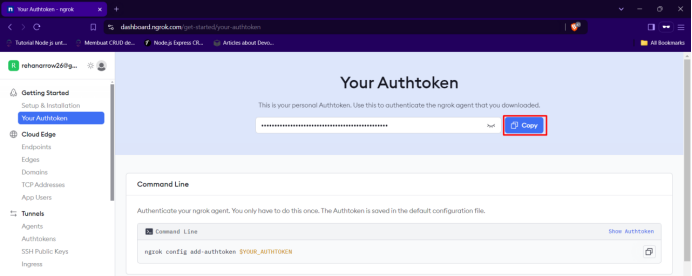 Your Authtoken - ngrok
dashboard.ngrok.com/get-started/your-authtoken
Tutorial Node js unt...
Membuat CRUD de...
Node.js Express CR...
Articles about Devo...
All Bookmarks
R rehanarrow26@g...
Getting Started
Setup & Installation
Your Authtoken
Cloud Edge
Endpoints
Edges
Domains
TCP Addresses
App Users
Tunnels
Agents
Authtokens
SSH Public Keys
Ingress
Your Authtoken
This is your personal Authtoken. Use this to authenticate the ngrok agent that you downloaded.
Copy
Command Line
Authenticate your ngrok agent. You only have to do this once. The Authtoken is saved in the default configuration file.
Command Line
Show Authtoken
ngrok config add-authtoken $YOUR_AUTHTOKEN